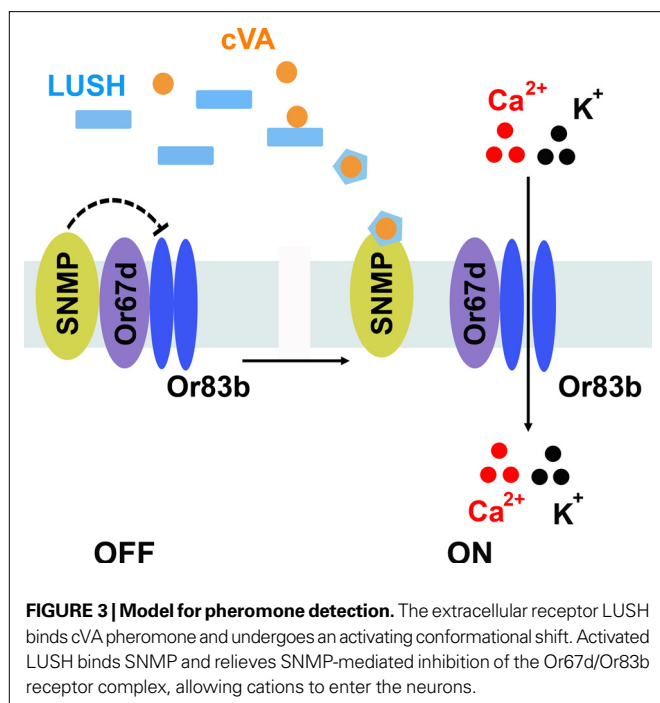 cVA
LUSH
Ca2+
K+
SNMP
Or67d
Or83b
SNMP
Or67d
Or83b
Ca2+
K+
OFF
ON
FIGURE 3 | Model for pheromone detection. The extracellular receptor LUSH
binds cVA pheromone and undergoes an activating conformational shift. Activated
LUSH binds SNMP and relieves SNMP-mediated inhibition of the Or67d/Or83b
receptor complex, allowing cations to enter the neurons.